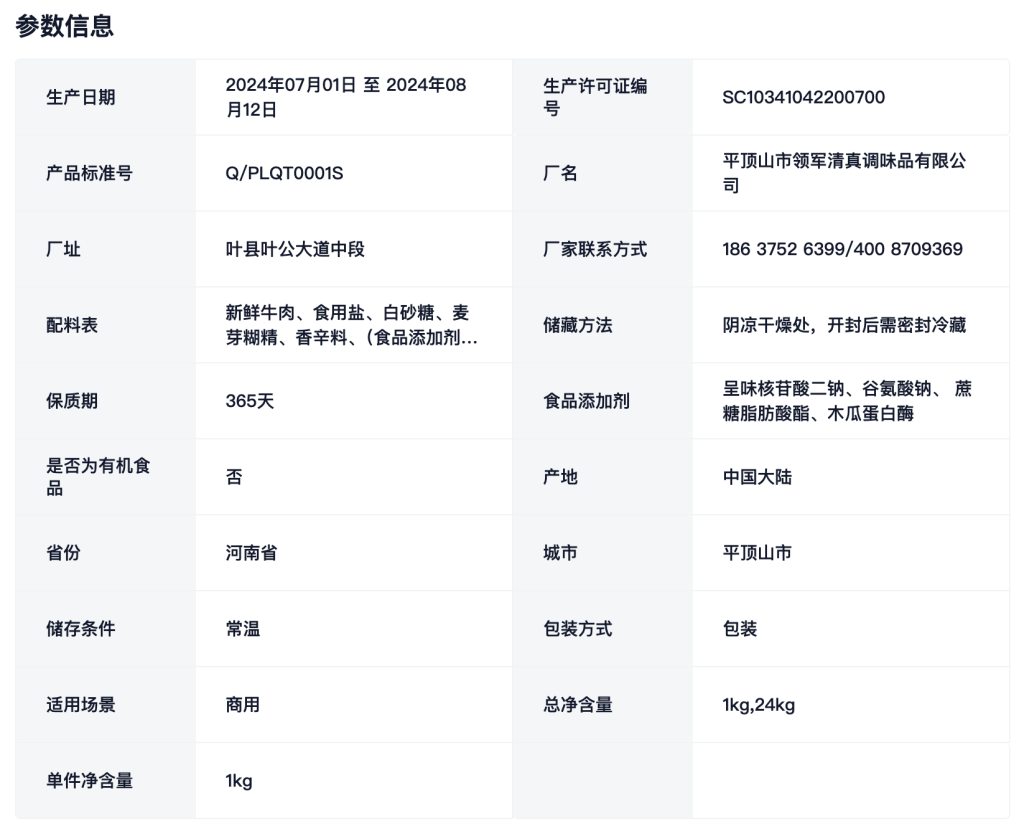 参数信息
生产日期
2024年07月01日 至 2024年08
月12日
生产许可证编
号
SC10341042200700
产品标准号
Q/PLQT0001S
厂名
平顶山市领军清真调味品有限公
司
厂址
叶县叶公大道中段
厂家联系方式
186 3752 6399/400 8709369
配料表
新鲜牛肉、食用盐、白砂糖、麦
芽糊精、香辛料、（食品添加剂...
储藏方法
阴凉干燥处，开封后需密封冷藏
保质期
365天
食品添加剂
呈味核苷酸二钠、谷氨酸钠、 蔗
糖脂肪酸酯、木瓜蛋白酶
是否为有机食
品
否
产地
中国大陆
省份
河南省
城市
平顶山市
储存条件
常温
包装方式
包装
适用场景
商用
总净含量
1kg,24kg
单件净含量
1kg